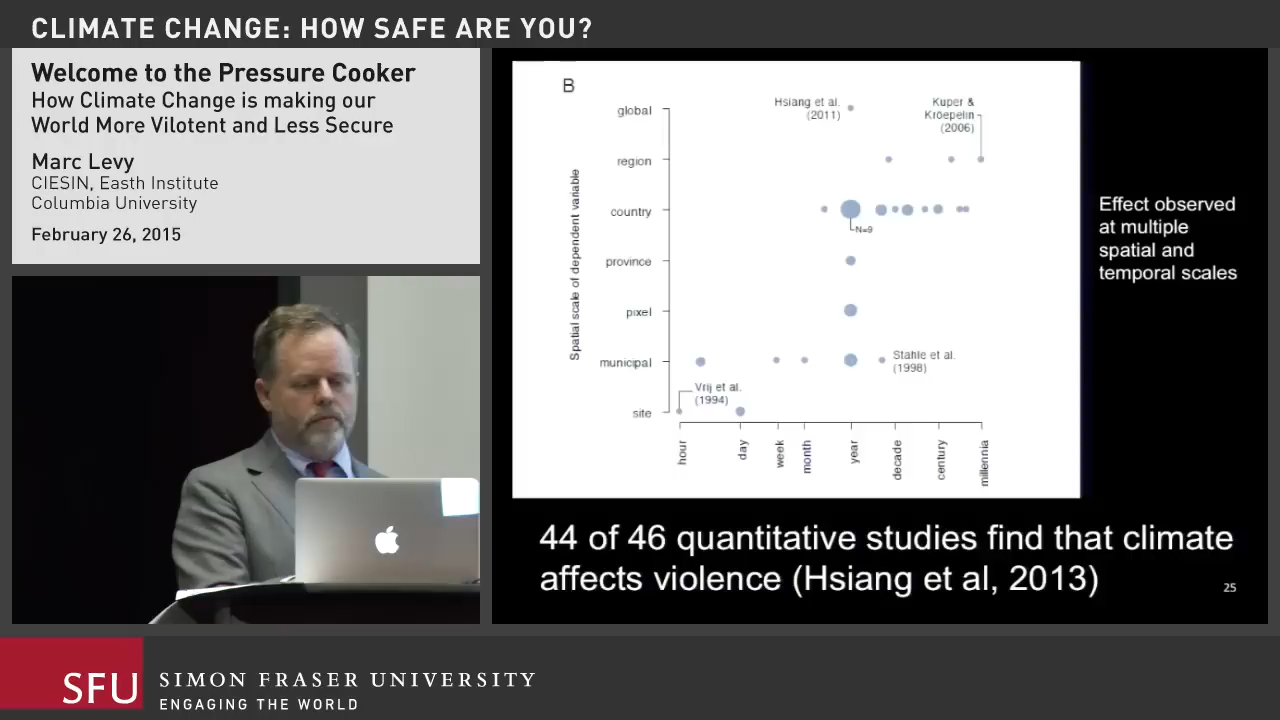 CLIMATE CHANGE: HOW SAFE ARE YOU?
Welcome to the Pressure Cooker
How Climate Change is making our
World More Vilotent and Less Secure
Marc Levy
CIESIN, Easth Institute
Columbia University
February 26, 2015
B
Spatial scale of dependent variable
global
region
country
province
pixel
municipal
site
Hsiang et al.
(2011)
Kuper &
Kröepelin
(2006)
N=9
Stahle et al.
(1998)
Vrij et al.
(1994)
hour
day
week
month
year
decade
century
millennia
Effect observed
at multiple
spatial and
temporal scales
44 of 46 quantitative studies find that climate
affects violence (Hsiang et al, 2013)
25
SFU
SIMON FRASER UNIVERSITY
ENGAGING THE WORLD